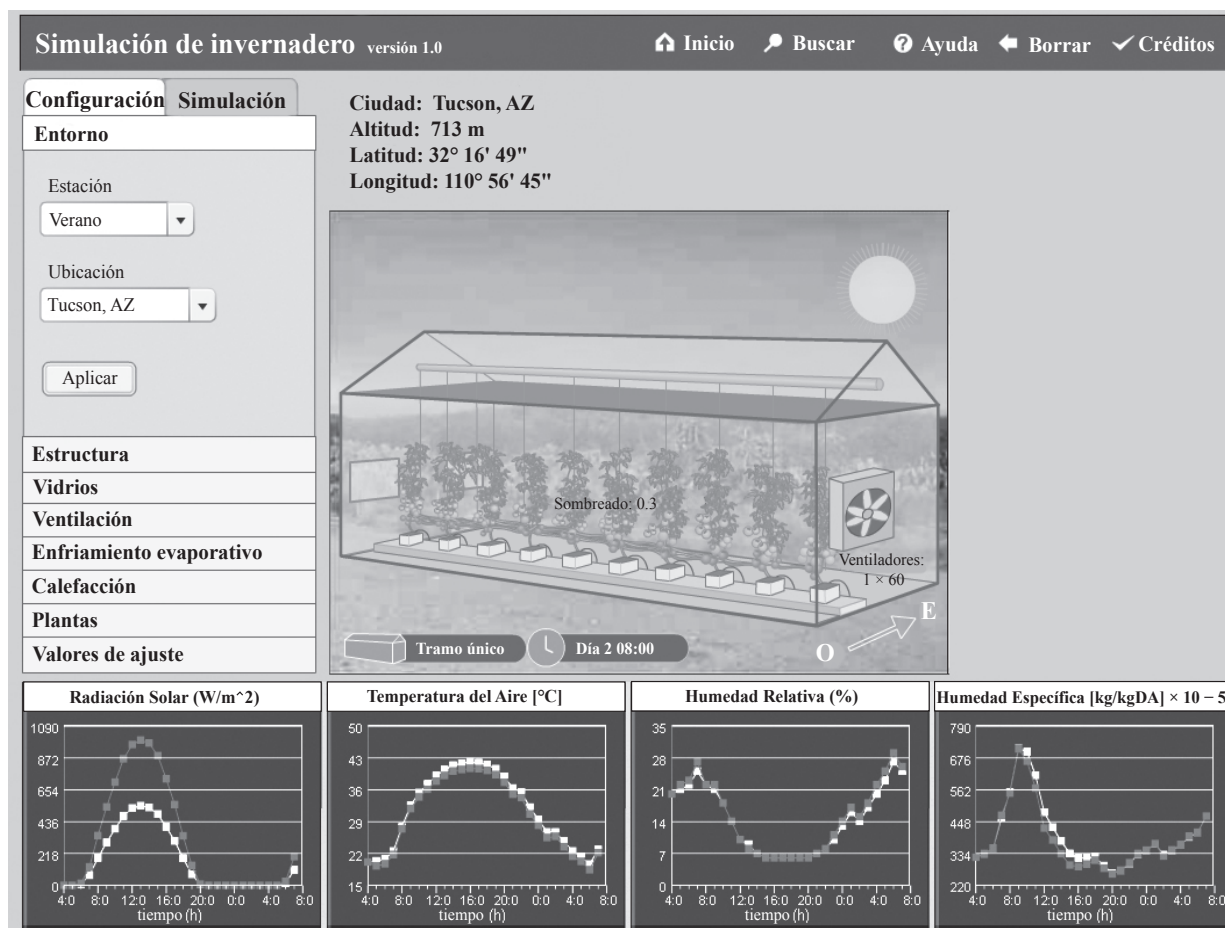 Simulación de invernadero versión 1.0
Inicio Buscar Ayuda Borrar Créditos
Configuración Simulación
Entorno
Estación
Verano
Ubicación
Tucson, AZ
Aplicar
Estructura
Vidrios
Ventilación
Enfriamiento evaporativo
Calefacción
Plantas
Valores de ajuste
Ciudad: Tucson, AZ
Altitud: 713 m
Latitud: 32° 16' 49"
Longitud: 110° 56' 45"
Sombreado: 0.3
Ventiladores:
1 × 60
E
O
Tramo único
Día 2 08:00
Radiación Solar (W/m^2)
1090
872
654
436
218
0
4:0 8:0 12:0 16:0 20:0 0:0 4:0 8:0
tiempo (h)
Temperatura del Aire [°C]
50
43
36
29
22
15
4:0 8:0 12:0 16:0 20:0 0:0 4:0 8:0
tiempo (h)
Humedad Relativa (%)
35
28
21
14
7
0
4:0 8:0 12:0 16:0 20:0 0:0 4:0 8:0
tiempo (h)
Humedad Específica [kg/kgDA] × 10 − 5
790
676
562
448
334
220
4:0 8:0 12:0 16:0 20:0 0:0 4:0 8:0
tiempo (h)